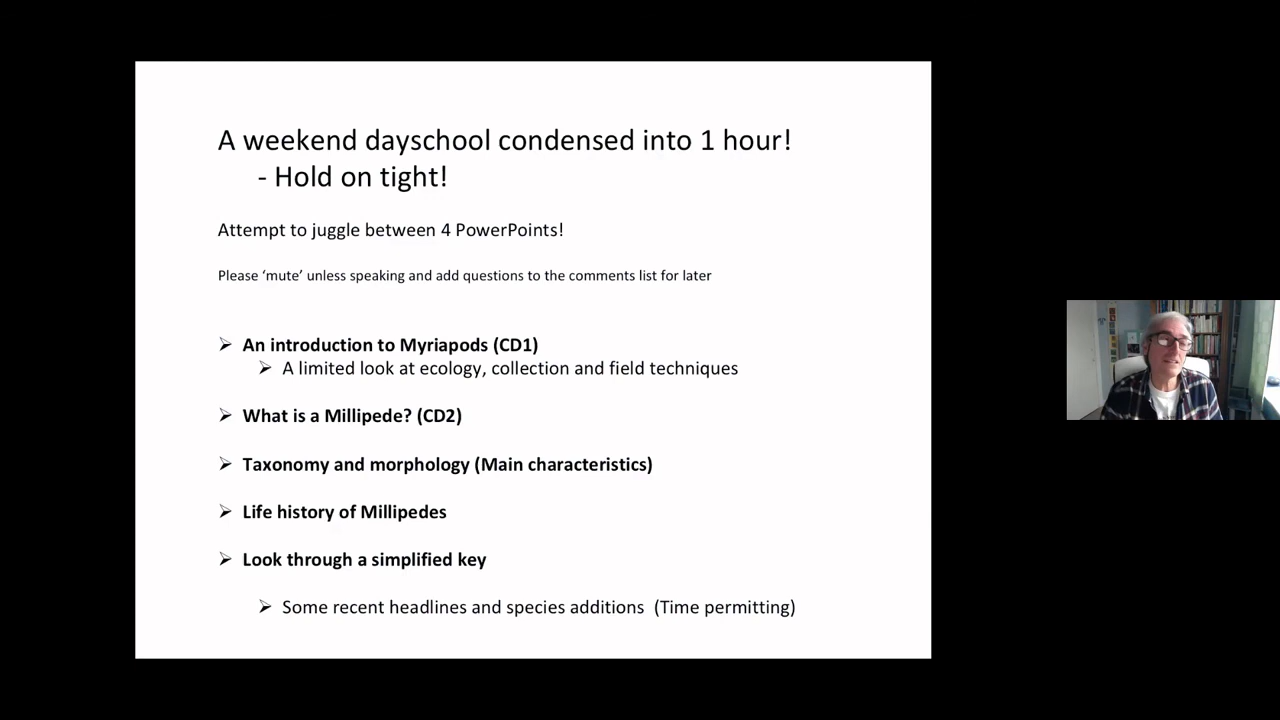 A weekend dayschool condensed into 1 hour!
- Hold on tight!
Attempt to juggle between 4 PowerPoints!
Please ‘mute’ unless speaking and add questions to the comments list for later
➢ An introduction to Myriapods (CD1)
➢ A limited look at ecology, collection and field techniques
➢ What is a Millipede? (CD2)
➢ Taxonomy and morphology (Main characteristics)
➢ Life history of Millipedes
➢ Look through a simplified key
➢ Some recent headlines and species additions (Time permitting)